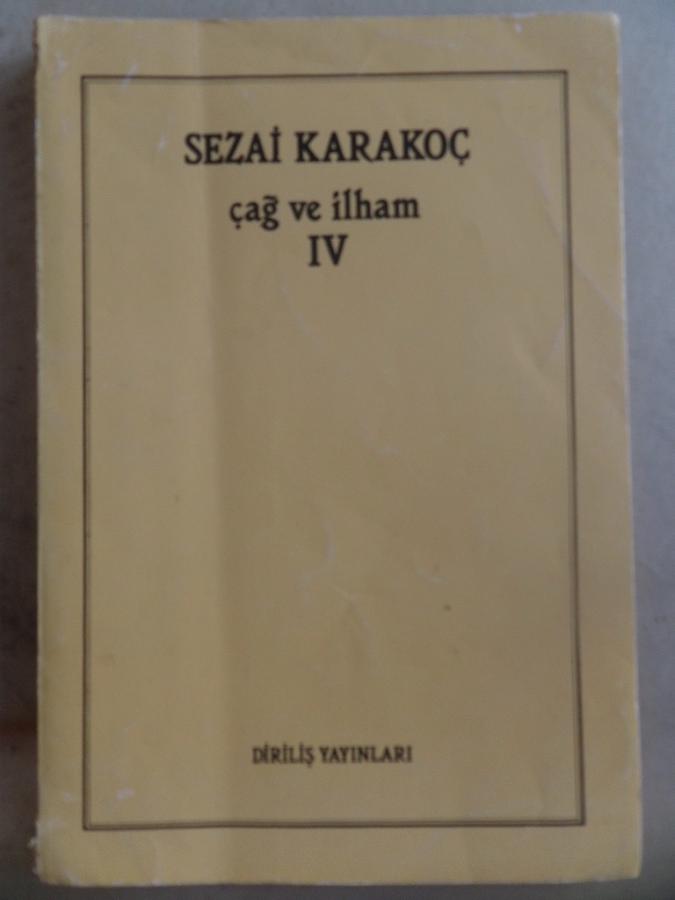 SEZAİ KARAKOÇ
çağ ve ilham
IV
DİRİLİŞ YAYINLARI